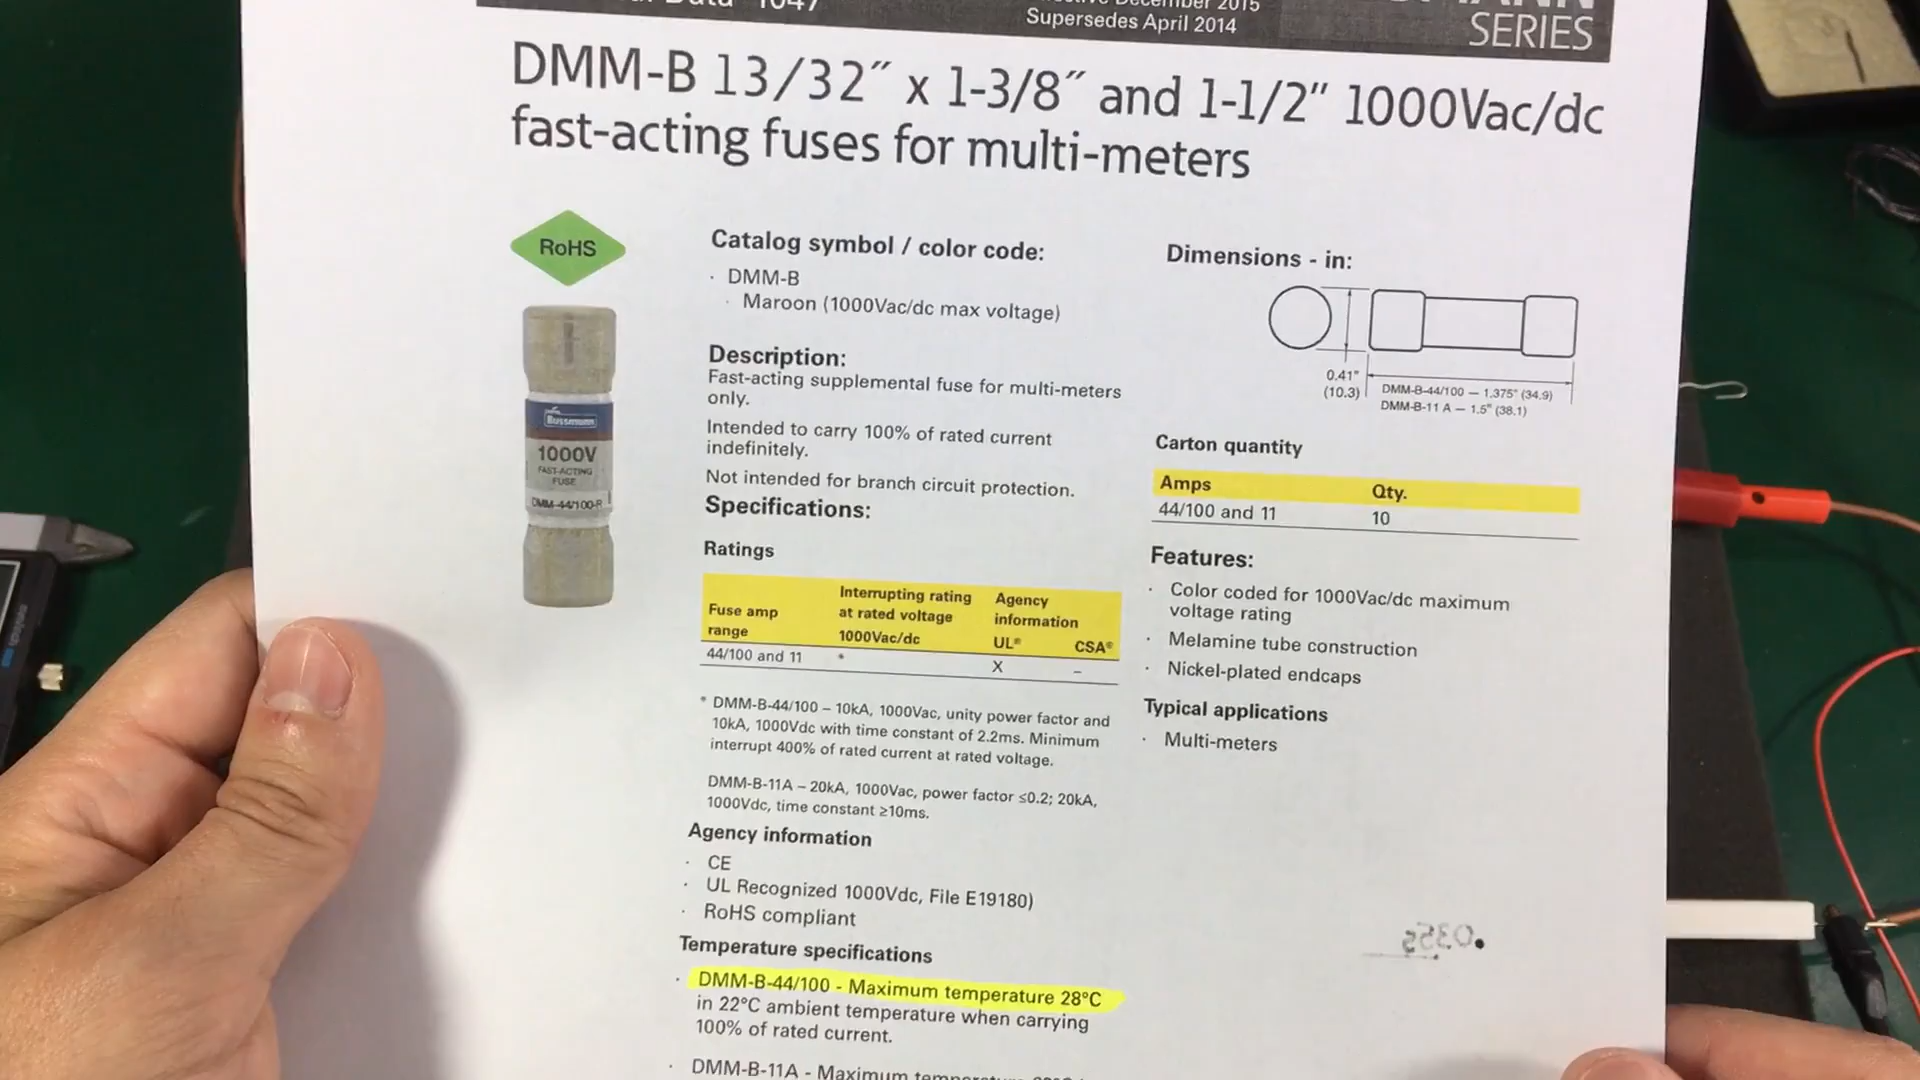 1047
December 2015
Supersedes April 2014
SERIES
DMM-B 13/32″ x 1-3/8″ and 1-1/2″ 1000Vac/dc
fast-acting fuses for multi-meters
RoHS
Bussmann
1000V
FAST-ACTING
FUSE
DMM-44/100-R
Catalog symbol / color code:
· DMM-B
· Maroon (1000Vac/dc max voltage)
Description:
Fast-acting supplemental fuse for multi-meters
only.
Intended to carry 100% of rated current
indefinitely.
Not intended for branch circuit protection.
Specifications:
Ratings
Fuse amp
range
Interrupting rating
at rated voltage
1000Vac/dc
Agency
information
UL® CSA®
44/100 and 11 * X –
* DMM-B-44/100 – 10kA, 1000Vac, unity power factor and
10kA, 1000Vdc with time constant of 2.2ms. Minimum
interrupt 400% of rated current at rated voltage.
DMM-B-11A – 20kA, 1000Vac, power factor ≤0.2; 20kA,
1000Vdc, time constant ≥10ms.
Agency information
· CE
· UL Recognized 1000Vdc, File E19180)
· RoHS compliant
Temperature specifications
· DMM-B-44/100 - Maximum temperature 28°C
in 22°C ambient temperature when carrying
100% of rated current.
· DMM-B-11A - Maximum temperature
Dimensions - in:
0.41"
(10.3)
DMM-B-44/100 — 1.375" (34.9)
DMM-B-11 A — 1.5" (38.1)
Carton quantity
Amps Qty.
44/100 and 11 10
Features:
· Color coded for 1000Vac/dc maximum
voltage rating
· Melamine tube construction
· Nickel-plated endcaps
Typical applications
· Multi-meters